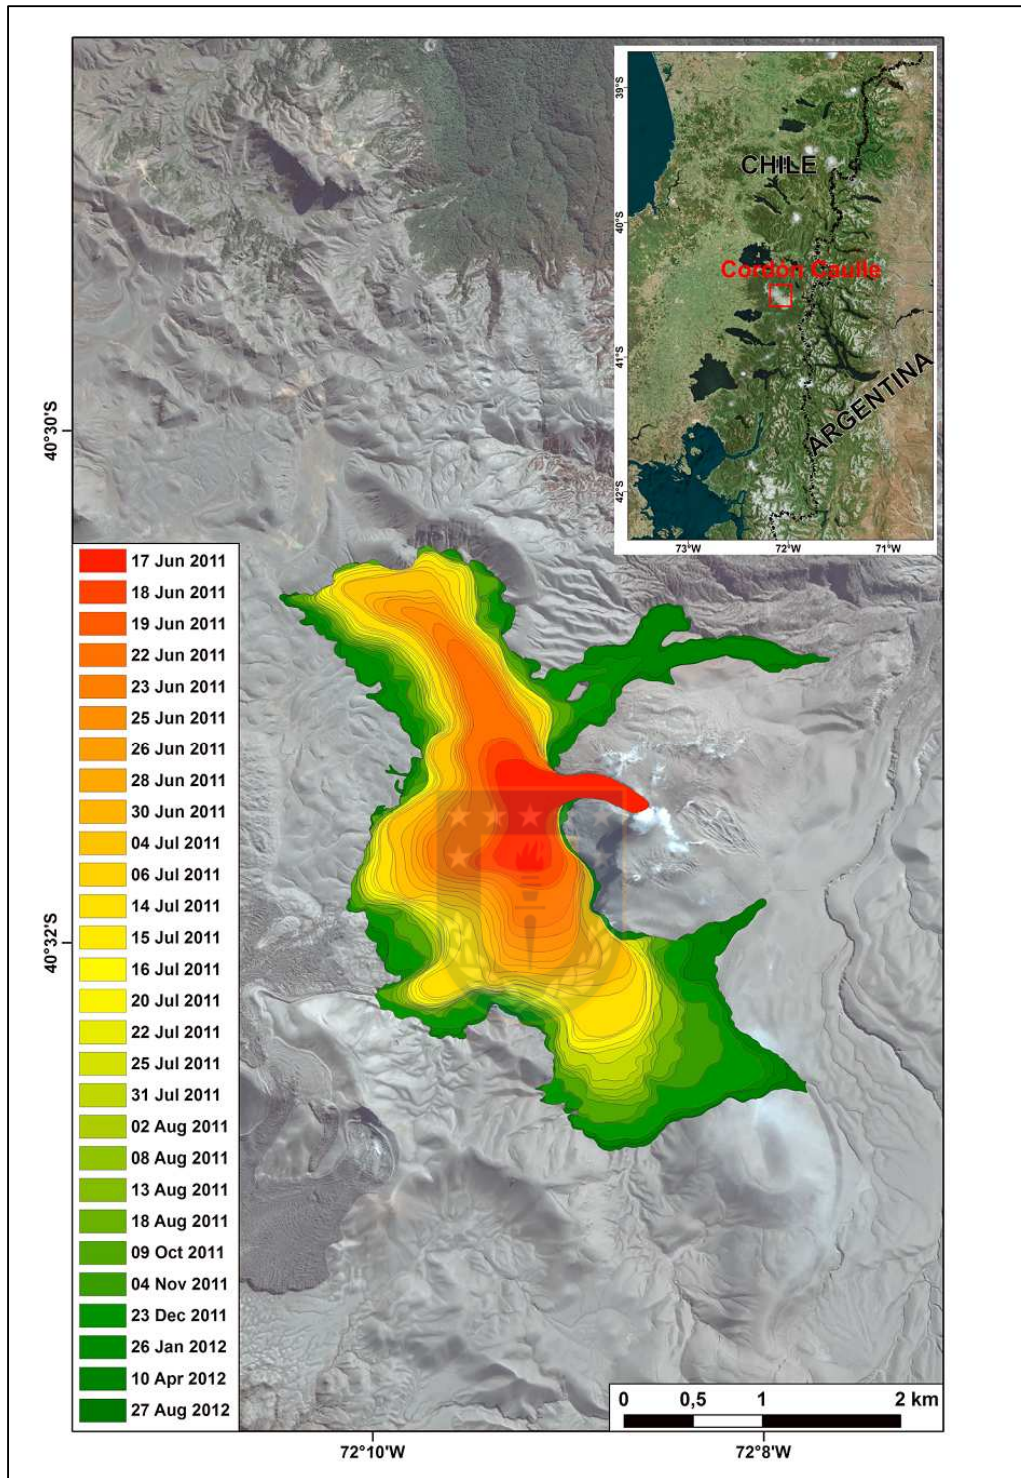 39°S
40°S
41°S
42°S
CHILE
Cordón Caulle
ARGENTINA
73°W
72°W
71°W
40°30'S
40°32'S
17 Jun 2011
18 Jun 2011
19 Jun 2011
22 Jun 2011
23 Jun 2011
25 Jun 2011
26 Jun 2011
28 Jun 2011
30 Jun 2011
04 Jul 2011
06 Jul 2011
14 Jul 2011
15 Jul 2011
16 Jul 2011
20 Jul 2011
22 Jul 2011
25 Jul 2011
31 Jul 2011
02 Aug 2011
08 Aug 2011
13 Aug 2011
18 Aug 2011
09 Oct 2011
04 Nov 2011
23 Dec 2011
26 Jan 2012
10 Apr 2012
27 Aug 2012
0 0,5 1 2 km
72°10'W
72°8'W